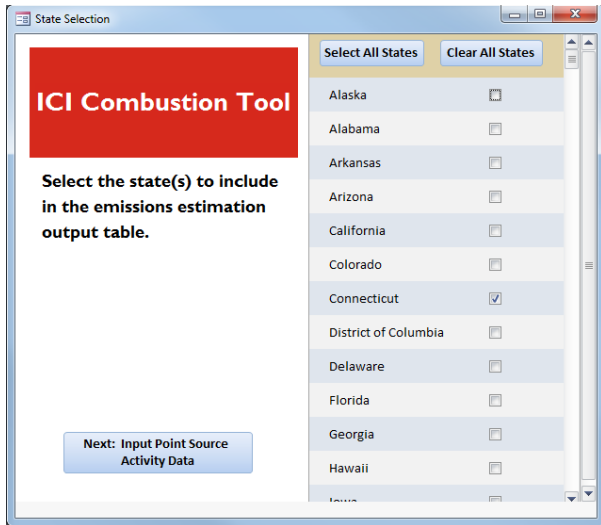 State Selection
ICI Combustion Tool
Select the state(s) to include
in the emissions estimation
output table.
Next: Input Point Source
Activity Data
Select All States
Clear All States
Alaska
Alabama
Arkansas
Arizona
California
Colorado
Connecticut
District of Columbia
Delaware
Florida
Georgia
Hawaii
Iowa